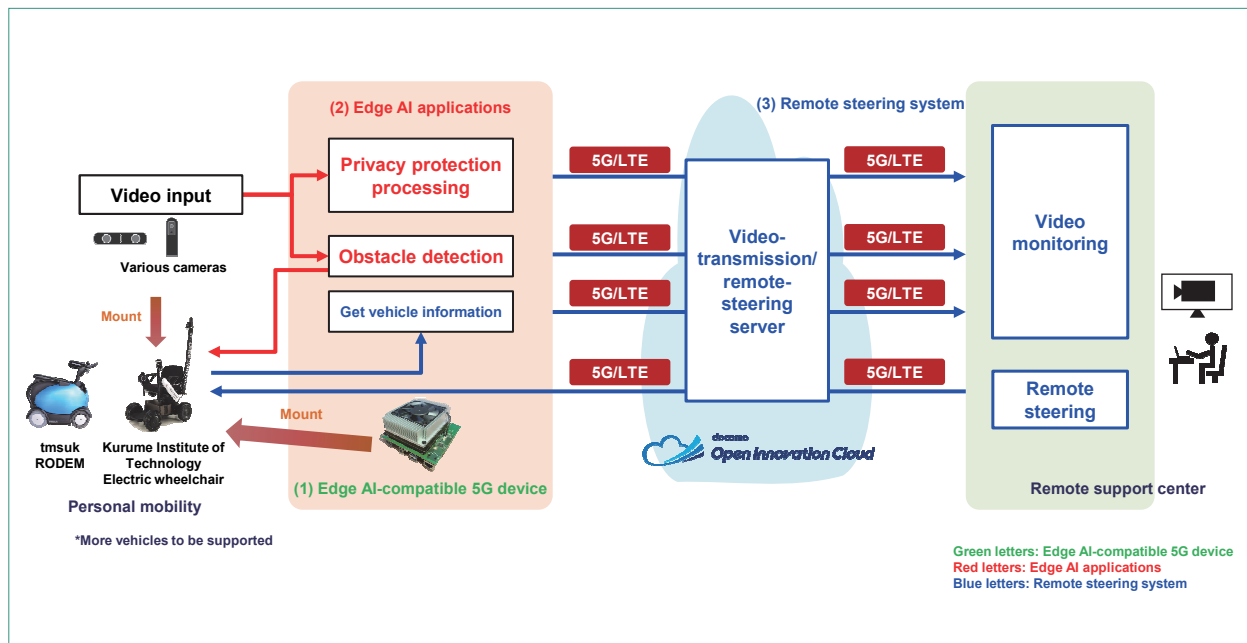 (2) Edge AI applications
(3) Remote steering system
Video input
Various cameras
Mount
Privacy protection
processing
Obstacle detection
Get vehicle information
5G/LTE
5G/LTE
5G/LTE
5G/LTE
5G/LTE
5G/LTE
5G/LTE
5G/LTE
Video-
transmission/
remote-
steering
server
Video
monitoring
Remote
steering
Mount
tmsuk
RODEM
Kurume Institute of
Technology
Electric wheelchair
(1) Edge AI-compatible 5G device
docomo
Open Innovation Cloud
Personal mobility
Remote support center
*More vehicles to be supported
Green letters: Edge AI-compatible 5G device
Red letters: Edge AI applications
Blue letters: Remote steering system